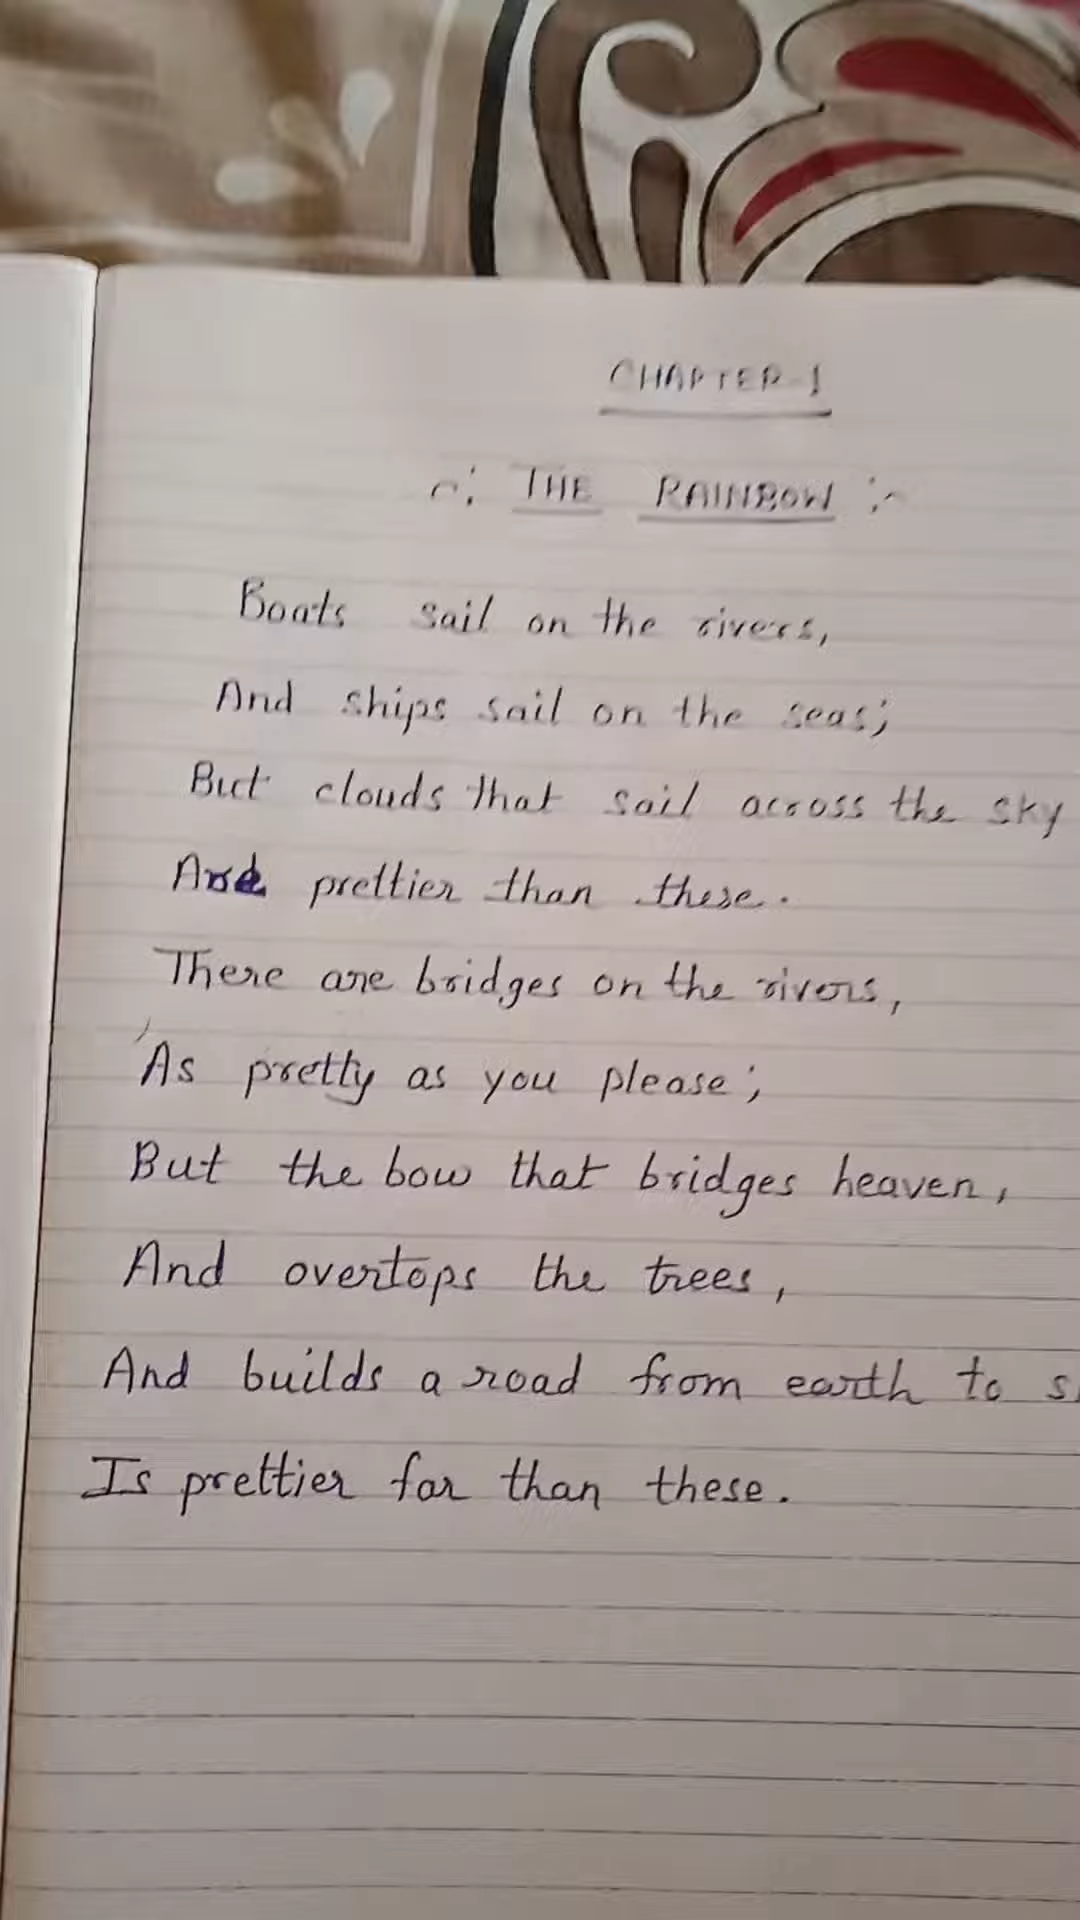 CHAPTER-1
-: THE RAINBOW :-
Boats sail on the rivers,
And ships sail on the seas;
But clouds that sail across the sky
Are prettier than these.
There are bridges on the rivers,
As pretty as you please;
But the bow that bridges heaven,
And overtops the trees,
And builds a road from earth to
Is prettier far than these.